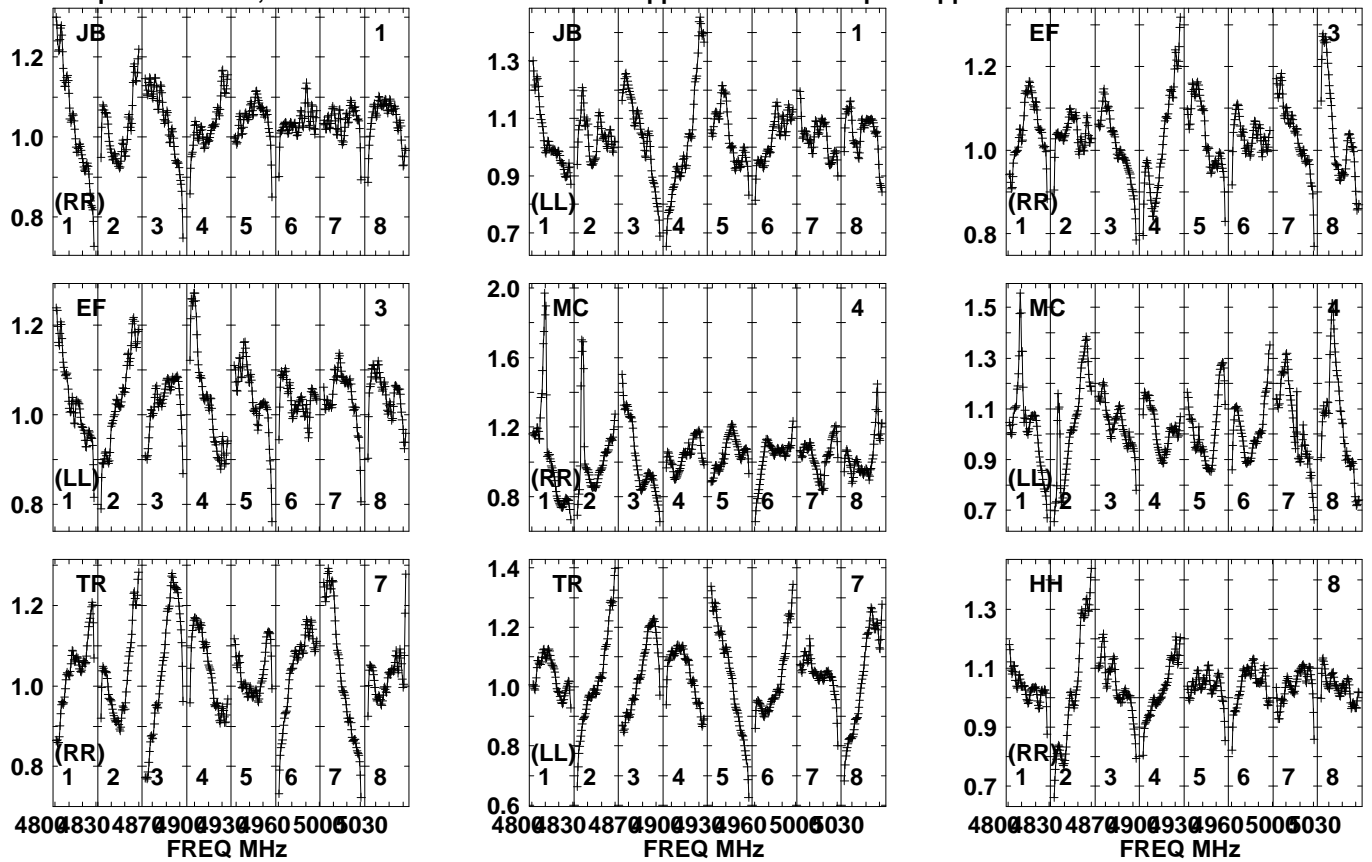 JB 1
1.2
1.0
0.8
(RR)
1 2 3 4 5 6 7 8
JB 1
1.3
1.1
0.9
0.7
(LL)
1 2 3 4 5 6 7 8
EF 3
1.2
1.0
0.8
(RR)
1 2 3 4 5 6 7 8
EF 3
1.2
1.0
0.8
(LL)
1 2 3 4 5 6 7 8
MC 4
2.0
1.6
1.2
0.8
(RR)
1 2 3 4 5 6 7 8
MC 4
1.5
1.3
1.1
0.9
0.7
(LL)
1 2 3 4 5 6 7 8
TR 7
1.2
1.0
0.8
(RR)
1 2 3 4 5 6 7 8
TR 7
1.4
1.2
1.0
0.8
0.6
(LL)
1 2 3 4 5 6 7 8
HH 8
1.3
1.1
0.9
0.7
(RR)
1 2 3 4 5 6 7 8
4800 4830 4870 4900 4930 4960 5000 5030
FREQ MHz
4800 4830 4870 4900 4930 4960 5000 5030
FREQ MHz
4800 4830 4870 4900 4930 4960 5000 5030
FREQ MHz